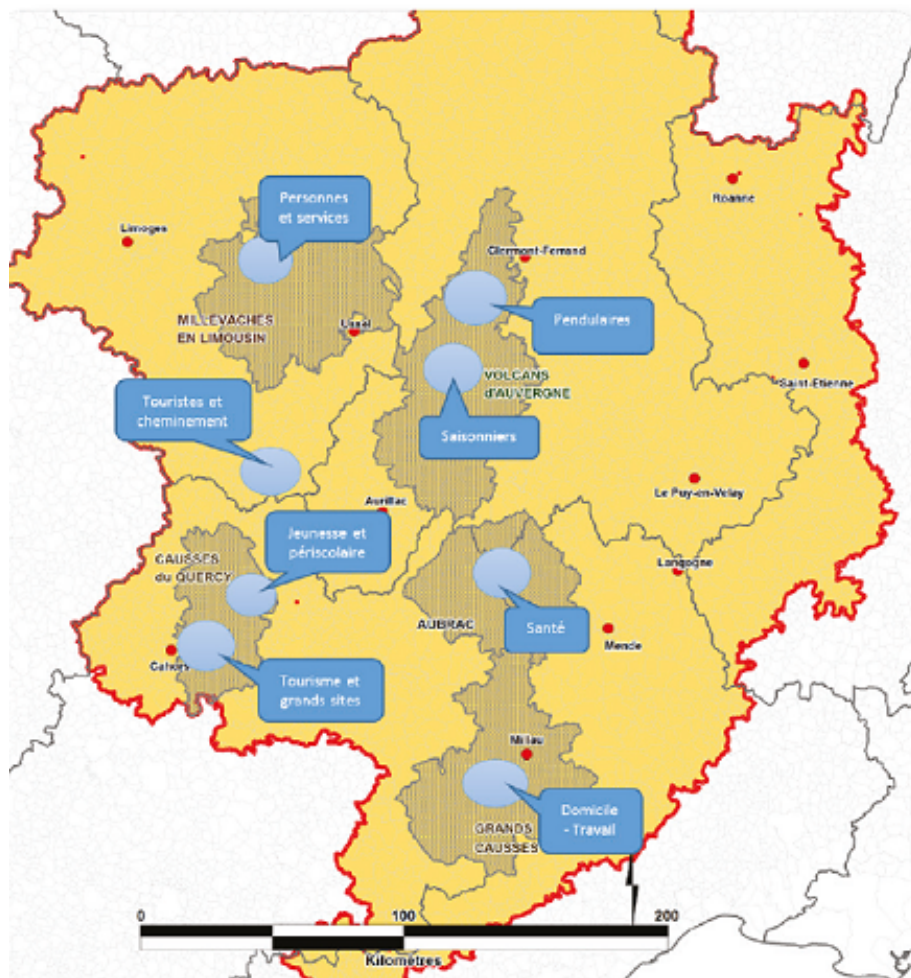 Roanne
Personnes
et services
Limoges
Clermont-Ferrand
MILLEVACHES
EN LIMOUSIN
Ussel
Pendulaires
Saint-Etienne
VOLCANS
d'AUVERGNE
Touristes et
cheminement
Saisonniers
Le Puy-en-Velay
Aurillac
Jeunesse et
périscolaire
CAUSSES
du QUERCY
Langogne
AUBRAC
Santé
Mende
Cahors
Tourisme et
grands sites
Millau
Domicile
- Travail
GRANDS
CAUSSES
0 100 200
Kilomètres